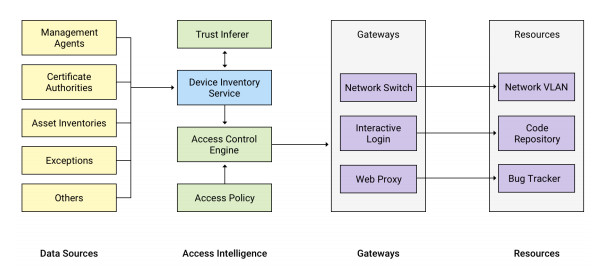 Management
Agents
Certificate
Authorities
Asset Inventories
Exceptions
Others
Data Sources
Trust Inferer
Device Inventory
Service
Access Control
Engine
Access Policy
Access Intelligence
Gateways
Network Switch
Interactive
Login
Web Proxy
Gateways
Resources
Network VLAN
Code
Repository
Bug Tracker
Resources